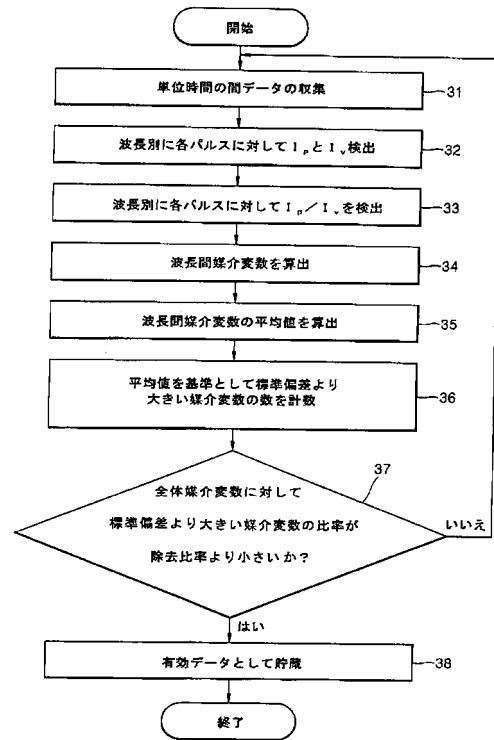 開始
単位時間の間データの収集
31
波長別に各パルスに対してＩpとＩv検出
32
波長別に各パルスに対してＩp／Ｉvを検出
33
波長間媒介変数を算出
34
波長間媒介変数の平均値を算出
35
平均値を基準として標準偏差より
大きい媒介変数の数を計数
36
37
全体媒介変数に対して
標準偏差より大きい媒介変数の比率が
除去比率より小さいか？
いいえ
はい
有効データとして貯蔵
38
終了